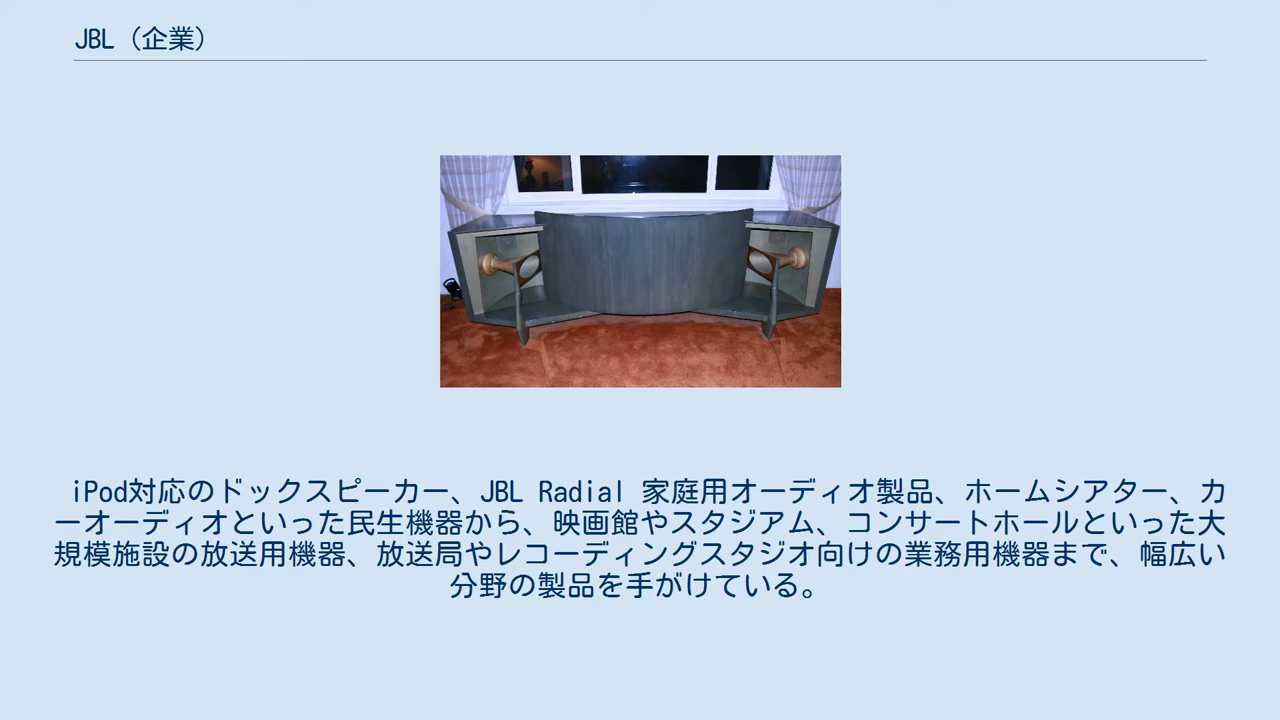 JBL（企業）
iPod対応のドックスピーカー、JBL Radial 家庭用オーディオ製品、ホームシアター、カ
ーオーディオといった民生機器から、映画館やスタジアム、コンサートホールといった大
規模施設の放送用機器、放送局やレコーディングスタジオ向けの業務用機器まで、幅広い
分野の製品を手がけている。